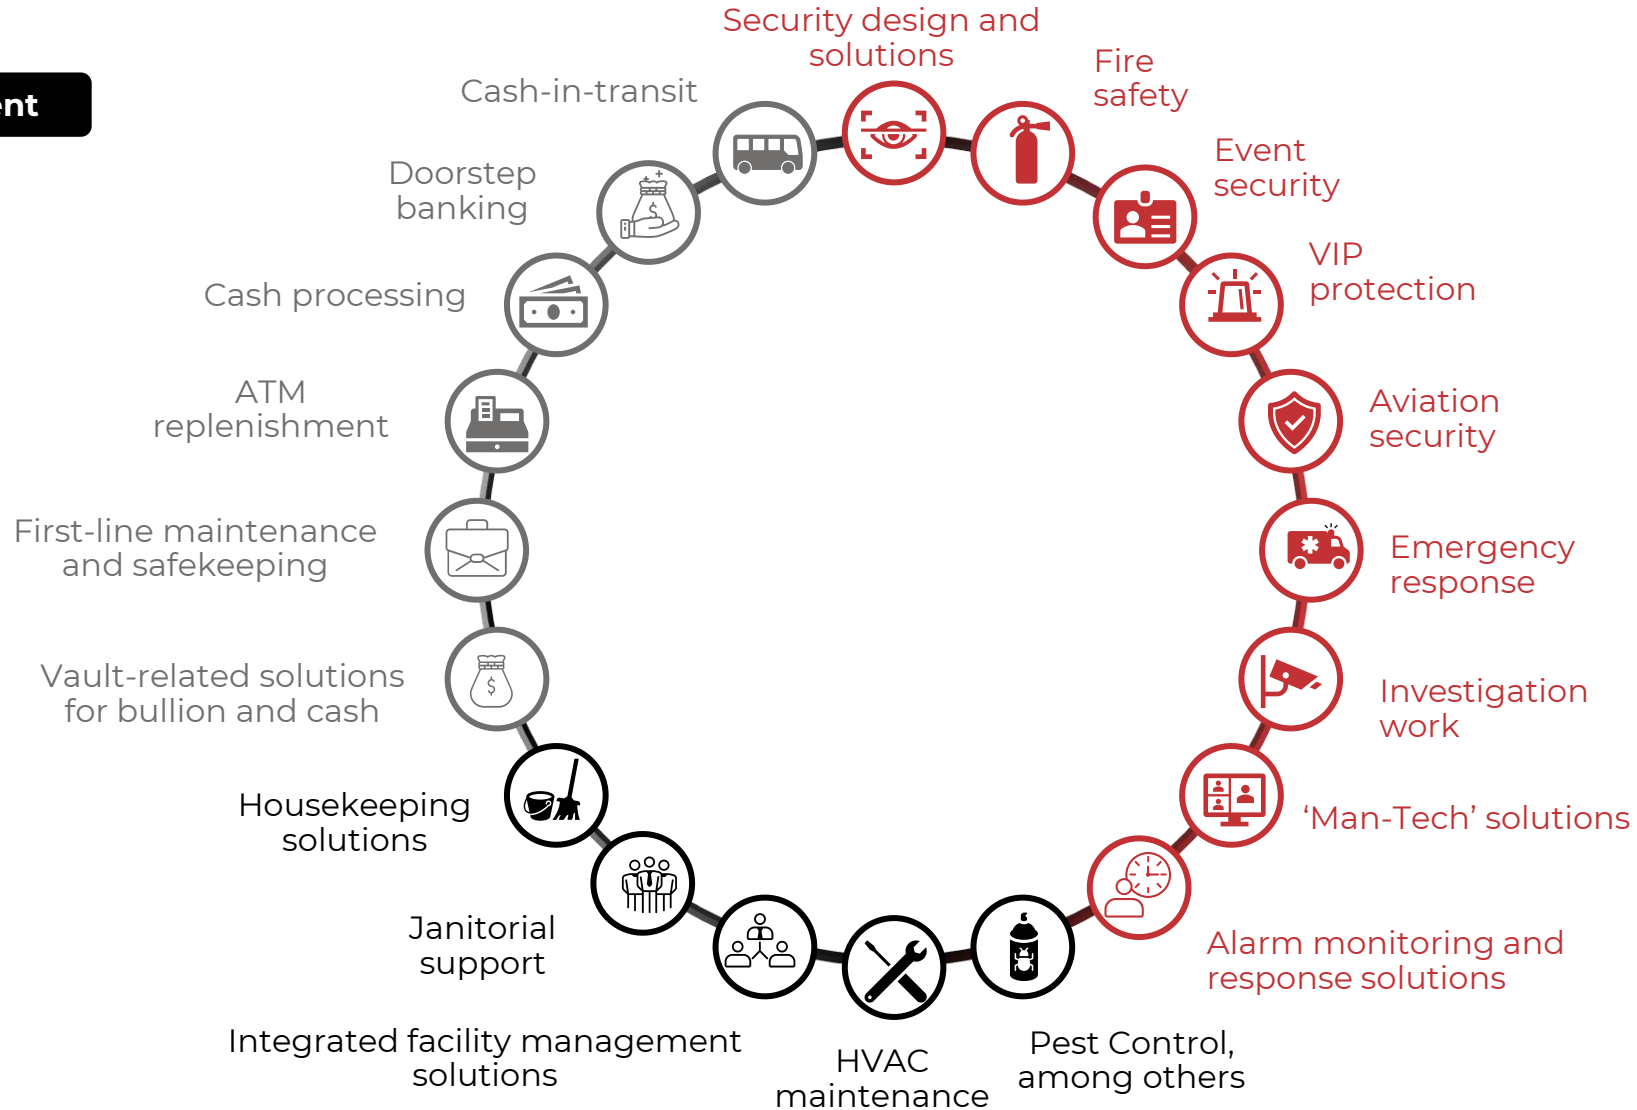 Security design and
solutions
Fire
safety
Event
security
VIP
protection
Aviation
security
Emergency
response
Investigation
work
‘Man-Tech’ solutions
Alarm monitoring and
response solutions
Pest Control,
among others
HVAC
maintenance
Integrated facility management
solutions
Janitorial
support
Housekeeping
solutions
Vault-related solutions
for bullion and cash
First-line maintenance
and safekeeping
ATM
replenishment
Cash processing
Doorstep
banking
Cash-in-transit